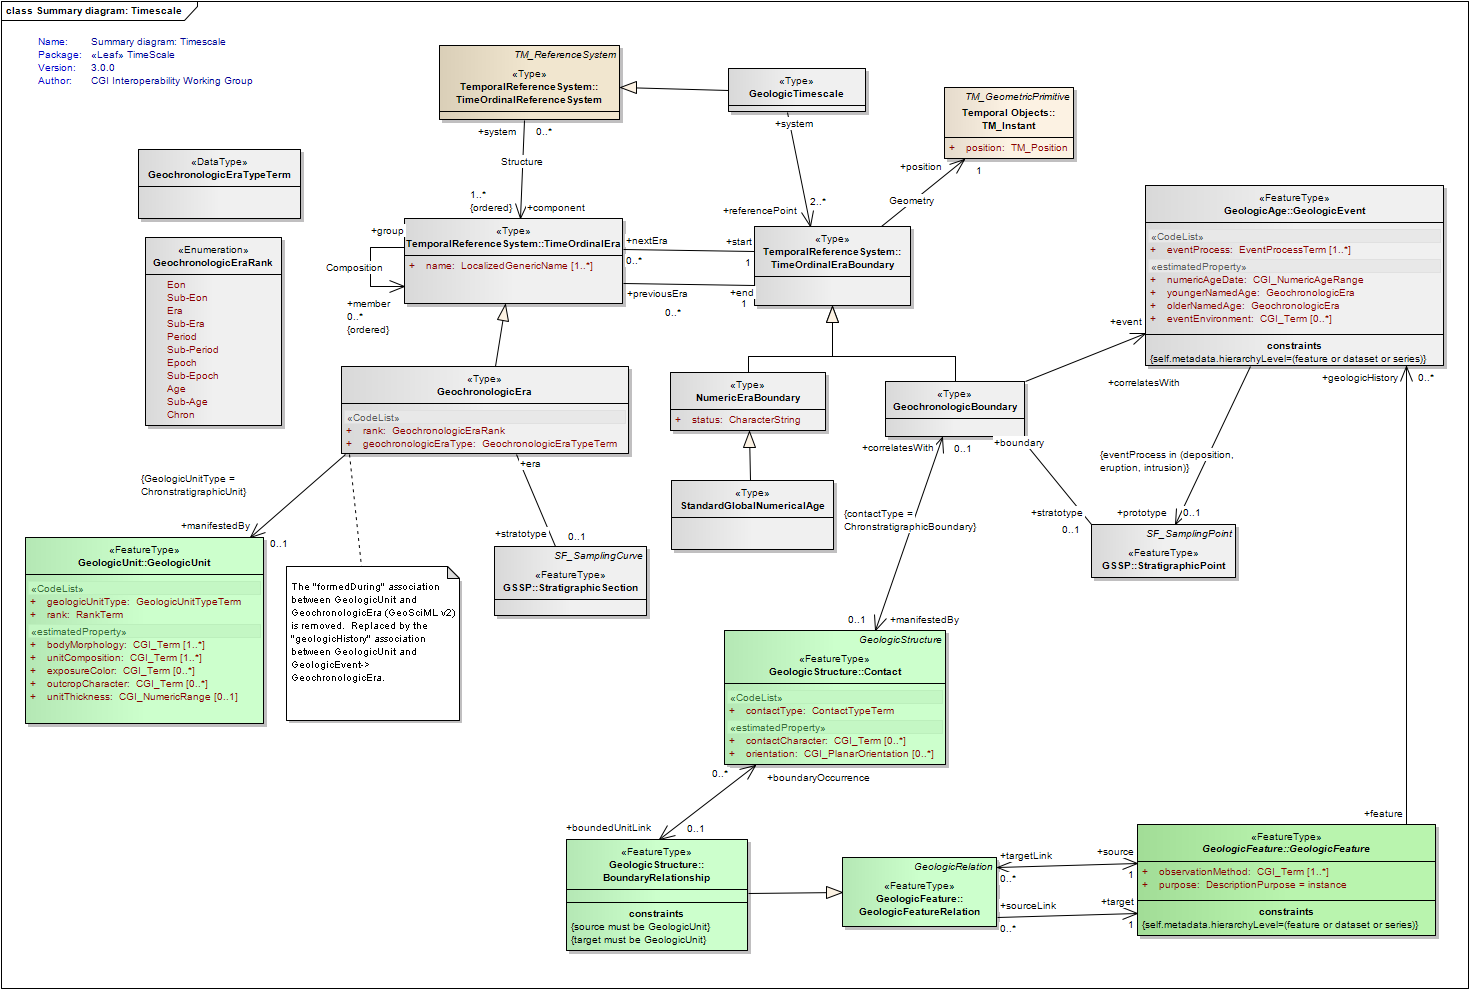 class Summary diagram: Timescale
Name: Summary diagram: Timescale
Package: «Leaf» TimeScale
Version: 3.0.0
Author: CGI Interoperability Working Group
TM_ReferenceSystem
«Type»
TemporalReferenceSystem::
TimeOrdinalReferenceSystem
«Type»
GeologicTimescale
TM_GeometricPrimitive
Temporal Objects::
TM_Instant
+ position: TM_Position
+system
0..*
Structure
1..*
{ordered}
+component
+system
2..*
+referencePoint
+position
1
Geometry
«DataType»
GeochronologicEraTypeTerm
«Enumeration»
GeochronologicEraRank
Eon
Sub-Eon
Era
Sub-Era
Period
Sub-Period
Epoch
Sub-Epoch
Age
Sub-Age
Chron
+group
Composition
+member
0..*
{ordered}
«Type»
TemporalReferenceSystem::TimeOrdinalEra
+ name: LocalizedGenericName [1..*]
+nextEra
0..*
+start
1
+previousEra
0..*
+end
1
«Type»
TemporalReferenceSystem::
TimeOrdinalEraBoundary
«FeatureType»
GeologicAge::GeologicEvent
«CodeList»
+ eventProcess: EventProcessTerm [1..*]
«estimatedProperty»
+ numericAgeDate: CGI_NumericAgeRange
+ youngerNamedAge: GeochronologicEra
+ olderNamedAge: GeochronologicEra
+ eventEnvironment: CGI_Term [0..*]
constraints
{self.metadata.hierarchyLevel=(feature or dataset or series)}
+event
+correlatesWith
+geologicHistory
0..*
«Type»
GeochronologicEra
«CodeList»
+ rank: GeochronologicEraRank
+ geochronologicEraType: GeochronologicEraTypeTerm
«Type»
NumericEraBoundary
+ status: CharacterString
«Type»
GeochronologicBoundary
+correlatesWith
0..1
+boundary
{eventProcess in (deposition,
eruption, intrusion)}
«Type»
StandardGlobalNumericalAge
{GeologicUnitType =
ChronstratigraphicUnit}
+manifestedBy
0..1
+era
+stratotype
0..1
{contactType =
ChronstratigraphicBoundary}
+stratotype
0..1
+prototype
0..1
SF_SamplingPoint
«FeatureType»
GSSP::StratigraphicPoint
SF_SamplingCurve
«FeatureType»
GSSP::StratigraphicSection
«FeatureType»
GeologicUnit::GeologicUnit
«CodeList»
+ geologicUnitType: GeologicUnitTypeTerm
+ rank: RankTerm
«estimatedProperty»
+ bodyMorphology: CGI_Term [1..*]
+ unitComposition: CGI_Term [1..*]
+ exposureColor: CGI_Term [0..*]
+ outcropCharacter: CGI_Term [0..*]
+ unitThickness: CGI_NumericRange [0..1]
The "formedDuring" association
between GeologicUnit and
GeochronologicEra (GeoSciML v2)
is removed. Replaced by the
"geologicHistory" association
between GeologicUnit and
GeologicEvent->
GeochronologicEra.
0..1
+manifestedBy
GeologicStructure
«FeatureType»
GeologicStructure::Contact
«CodeList»
+ contactType: ContactTypeTerm
«estimatedProperty»
+ contactCharacter: CGI_Term [0..*]
+ orientation: CGI_PlanarOrientation [0..*]
0..*
+boundaryOccurrence
+boundedUnitLink
0..1
«FeatureType»
GeologicStructure::
BoundaryRelationship
constraints
{source must be GeologicUnit}
{target must be GeologicUnit}
GeologicRelation
«FeatureType»
GeologicFeature::
GeologicFeatureRelation
+targetLink
0..*
+source
1
+sourceLink
0..*
+target
1
+feature
«FeatureType»
GeologicFeature::GeologicFeature
+ observationMethod: CGI_Term [1..*]
+ purpose: DescriptionPurpose = instance
constraints
{self.metadata.hierarchyLevel=(feature or dataset or series)}